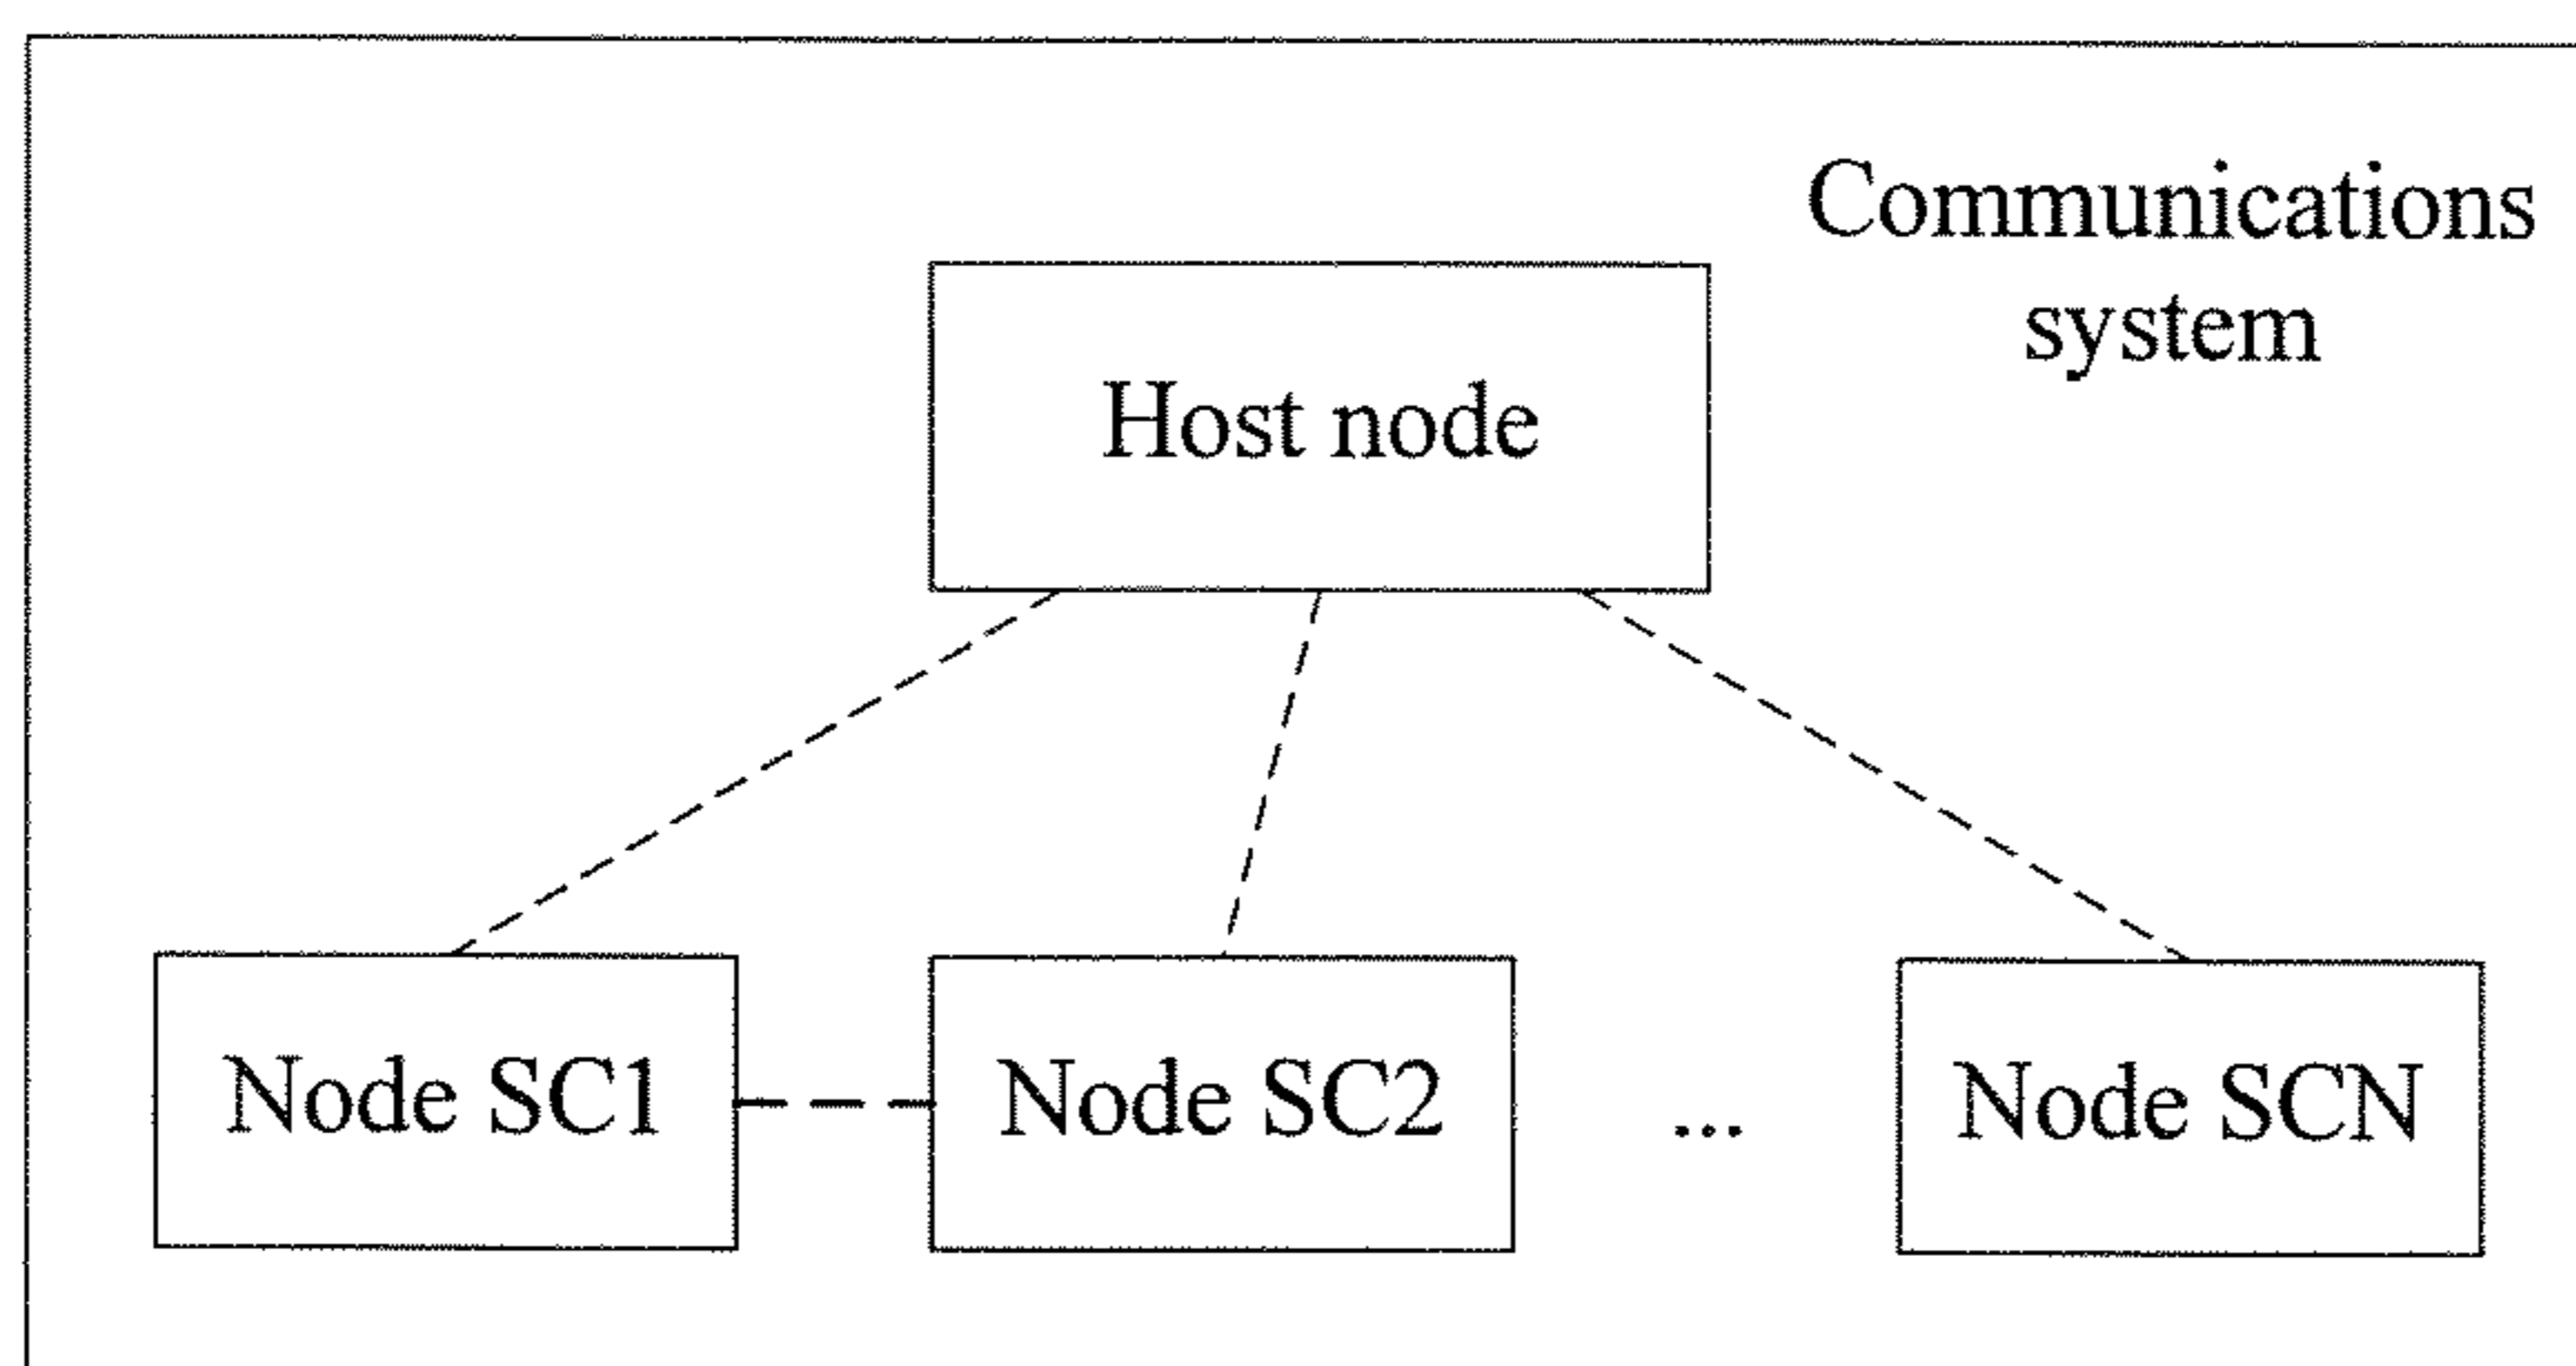 Communications
system
Host node
Node SC1
Node SC2
...
Node SCN